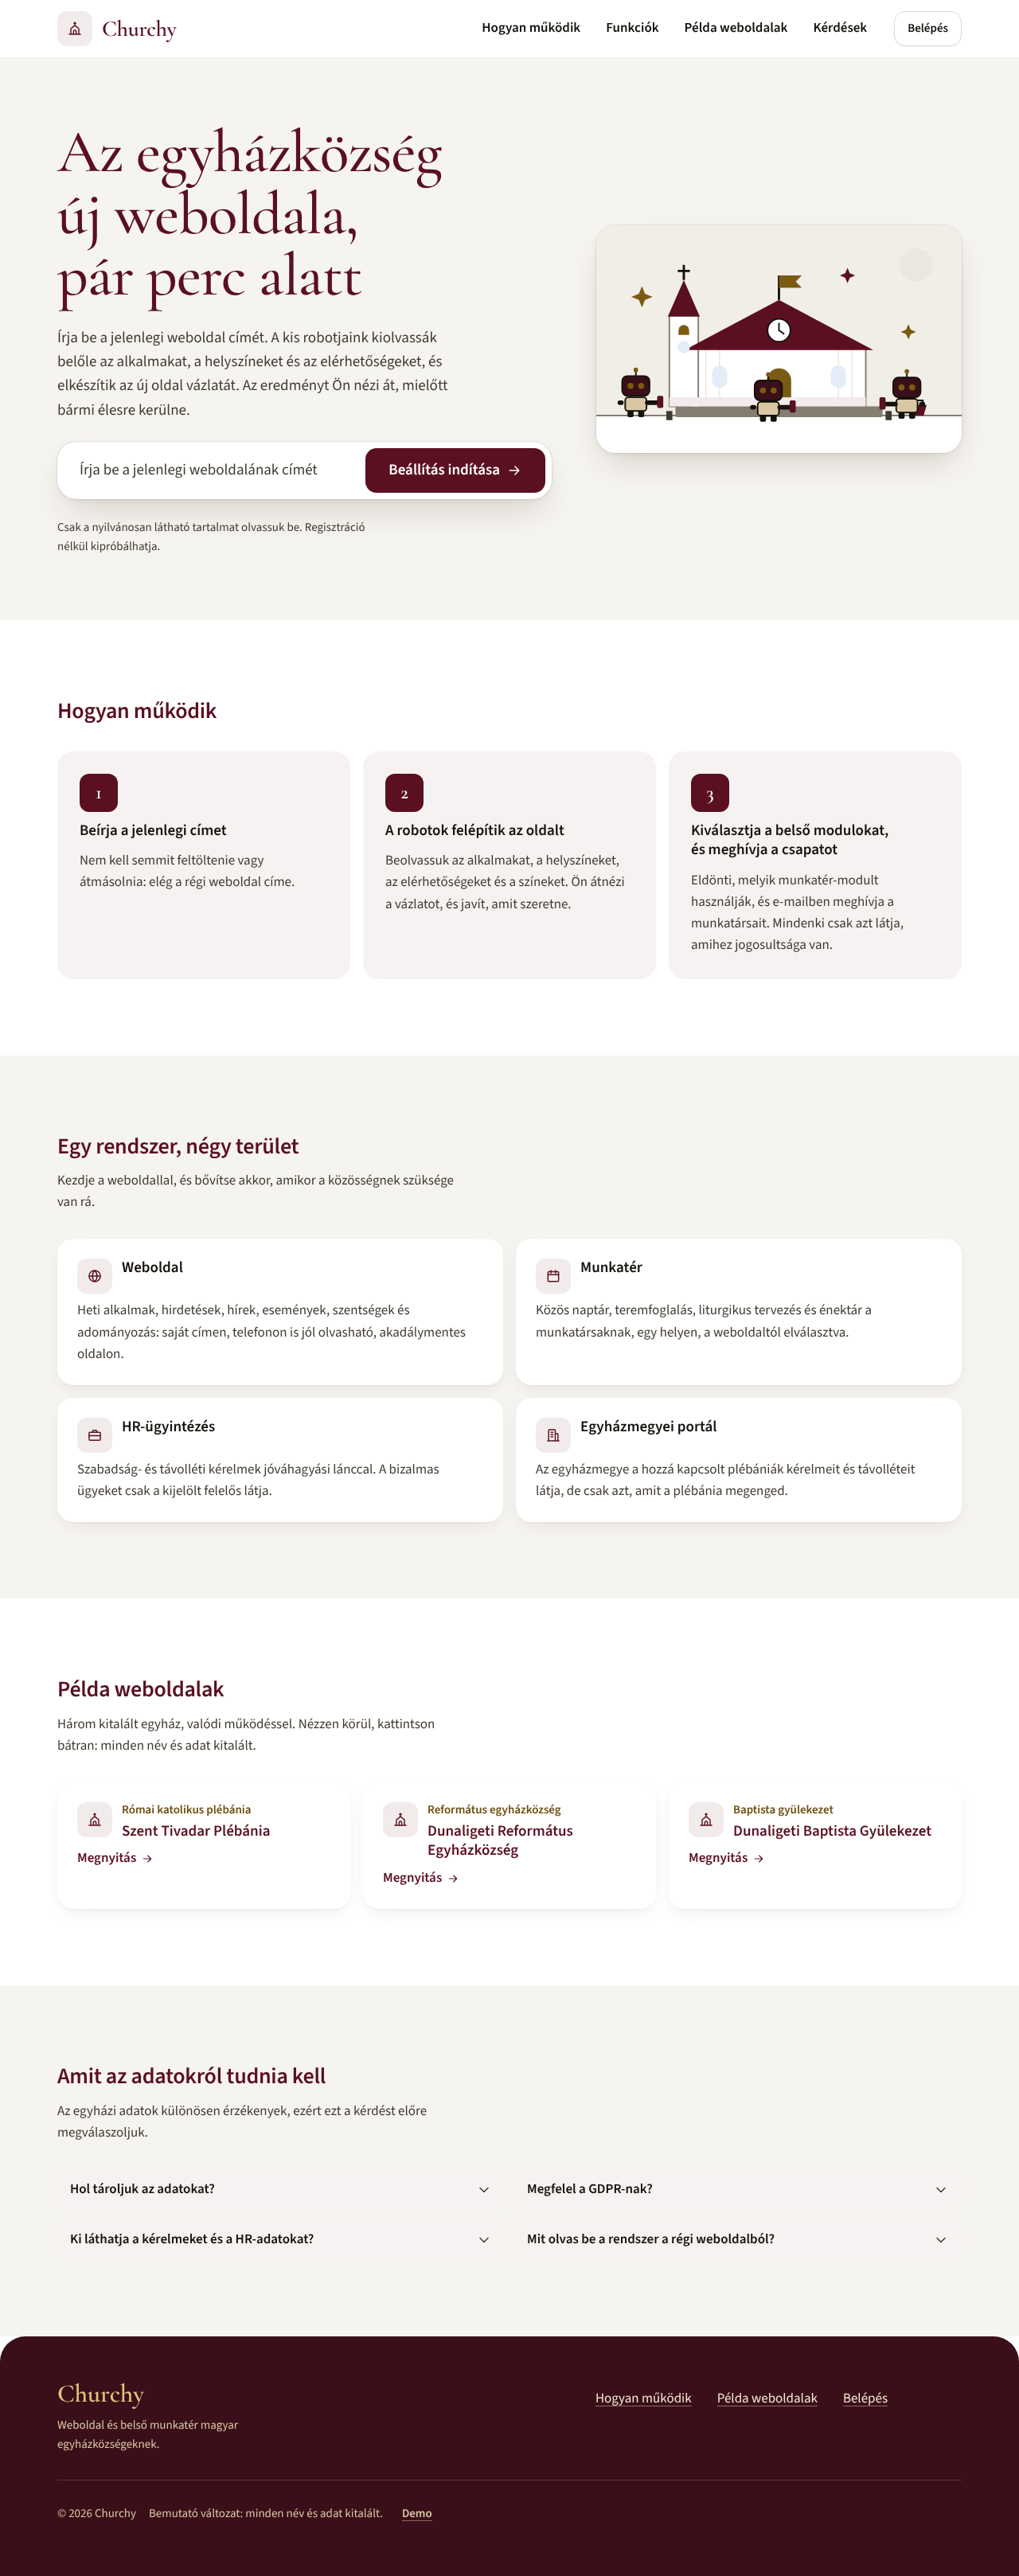 Churchy
Hogyan működik
Funkciók
Példa weboldalak
Kérdések
Belépés
Az egyházközség
új weboldala,
pár perc alatt
Írja be a jelenlegi weboldal címét. A kis robotjaink kiolvassák
belőle az alkalmakat, a helyszíneket és az elérhetőségeket, és
elkészítik az új oldal vázlatát. Az eredményt Ön nézi át, mielőtt
bármi élesre kerülne.
Írja be a jelenlegi weboldalának címét
Beállítás indítása →
Csak a nyilvánosan látható tartalmat olvassuk be. Regisztráció
nélkül kipróbálhatja.
Hogyan működik
1
Beírja a jelenlegi címet
Nem kell semmit feltöltenie vagy
átmásolnia: elég a régi weboldal címe.
2
A robotok felépítik az oldalt
Beolvassuk az alkalmakat, a helyszíneket,
az elérhetőségeket és a színeket. Ön átnézi
a vázlatot, és javít, amit szeretne.
3
Kiválasztja a belső modulokat,
és meghívja a csapatot
Eldönti, melyik munkatér-modult
használják, és e-mailben meghívja a
munkatársait. Mindenki csak azt látja,
amihez jogosultsága van.
Egy rendszer, négy terület
Kezdje a weboldallal, és bővítse akkor, amikor a közösségnek szüksége
van rá.
Weboldal
Heti alkalmak, hirdetések, hírek, események, szentségek és
adományozás: saját címen, telefonon is jól olvasható, akadálymentes
oldalon.
Munkatér
Közös naptár, teremfoglalás, liturgikus tervezés és énektár a
munkatársaknak, egy helyen, a weboldaltól elválasztva.
HR-ügyintézés
Szabadság- és távolléti kérelmek jóváhagyási lánccal. A bizalmas
ügyeket csak a kijelölt felelős látja.
Egyházmegyei portál
Az egyházmegye a hozzá kapcsolt plébániák kérelmeit és távolléteit
látja, de csak azt, amit a plébánia megenged.
Példa weboldalak
Három kitalált egyház, valódi működéssel. Nézzen körül, kattintson
bátran: minden név és adat kitalált.
Római katolikus plébánia
Szent Tivadar Plébánia
Megnyitás →
Református egyházközség
Dunaligeti Református
Egyházközség
Megnyitás →
Baptista gyülekezet
Dunaligeti Baptista Gyülekezet
Megnyitás →
Amit az adatokról tudnia kell
Az egyházi adatok különösen érzékenyek, ezért ezt a kérdést előre
megválaszoljuk.
Hol tároljuk az adatokat?
Megfelel a GDPR-nak?
Ki láthatja a kérelmeket és a HR-adatokat?
Mit olvas be a rendszer a régi weboldalból?
Churchy
Weboldal és belső munkatér magyar
egyházközségeknek.
Hogyan működik
Példa weboldalak
Belépés
© 2026 Churchy
Bemutató változat: minden név és adat kitalált.
Demo